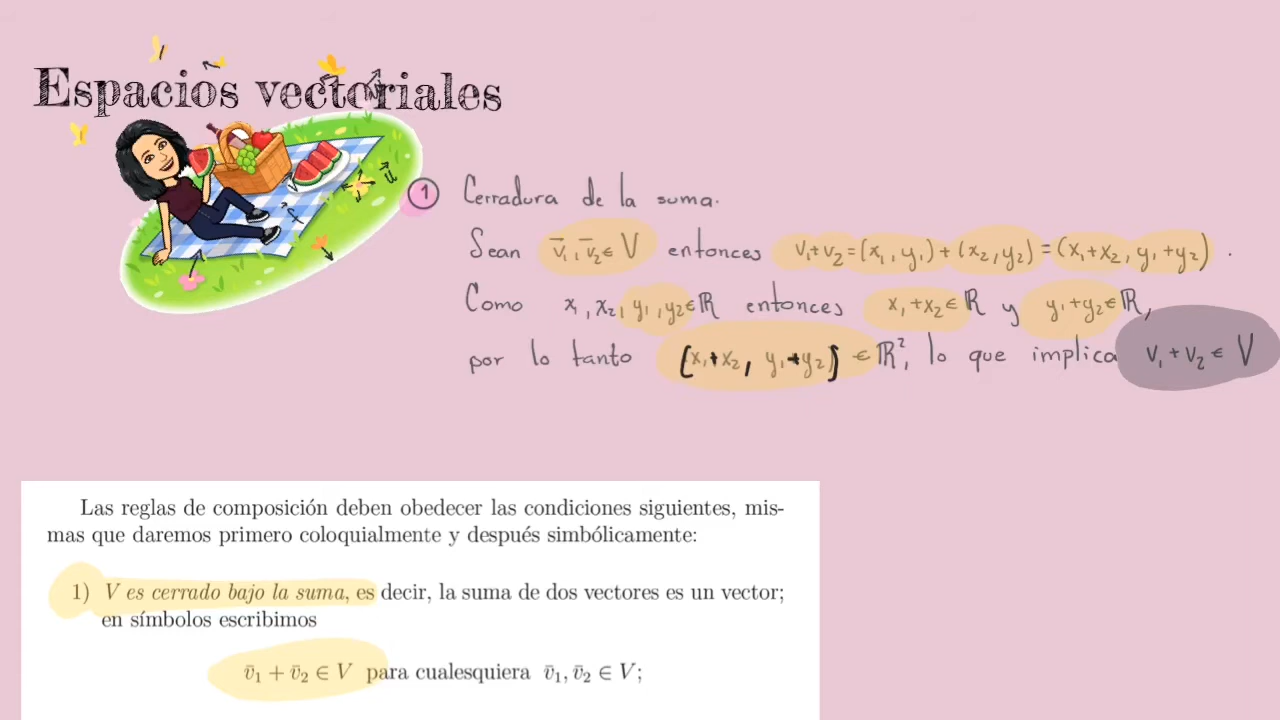 Espacios vectoriales
① Cerradura de la suma.
Sean v̄₁, v̄₂ ∈ V entonces v₁+v₂ = (x₁, y₁) + (x₂, y₂) = (x₁+x₂, y₁+y₂).
Como x₁, x₂, y₁, y₂ ∈ ℝ entonces x₁+x₂ ∈ ℝ y y₁+y₂ ∈ ℝ,
por lo tanto (x₁+x₂, y₁+y₂) ∈ ℝ², lo que implica v₁+v₂ ∈ V
Las reglas de composición deben obedecer las condiciones siguientes, mis-
mas que daremos primero coloquialmente y después simbólicamente:
1) V es cerrado bajo la suma, es decir, la suma de dos vectores es un vector;
en símbolos escribimos
v̄₁ + v̄₂ ∈ V para cualesquiera v̄₁, v̄₂ ∈ V;